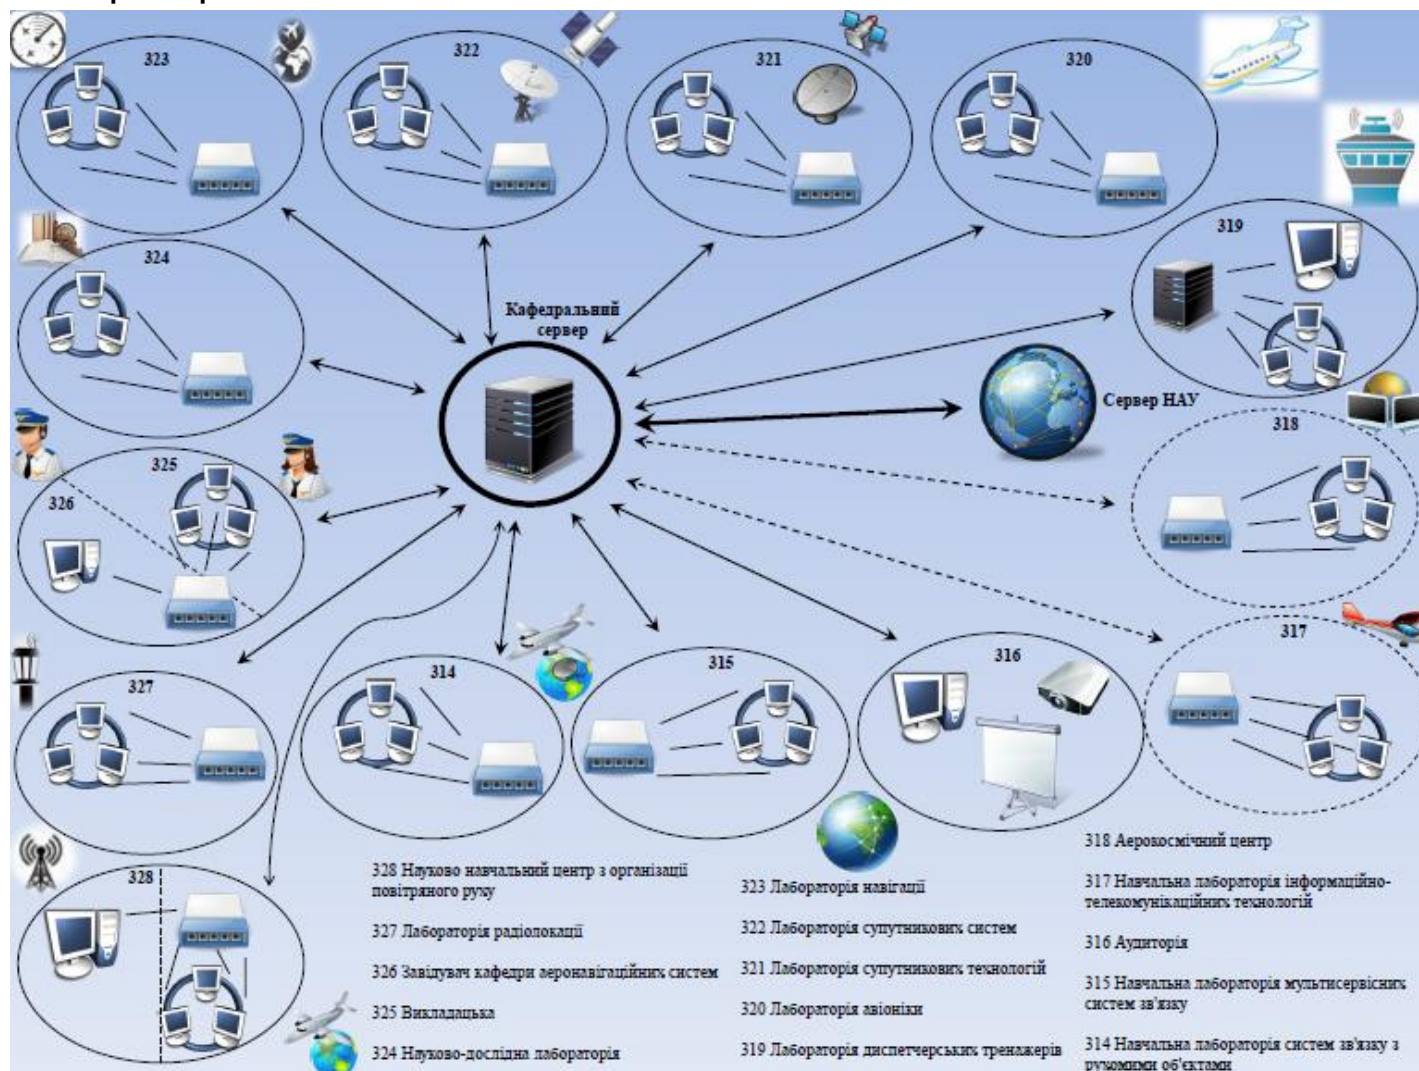 323
322
321
320
319
324
Кафедральний
сервер
Сервер НАУ
318
325
326
317
327
314
315
316
328
328 Науково навчальний центр з організації
повітряного руху
327 Лабораторія радіолокації
326 Завідувач кафедри аеронавігаційних систем
325 Викладацька
324 Науково-дослідна лабораторія
323 Лабораторія навігації
322 Лабораторія супутникових систем
321 Лабораторія супутникових технологій
320 Лабораторія авіоніки
319 Лабораторія диспетчерських тренажерів
318 Аерокосмічний центр
317 Навчальна лабораторія інформаційно-
телекомунікаційних технологій
316 Аудиторія
315 Навчальна лабораторія мультисервісних
систем зв'язку
314 Навчальна лабораторія систем зв'язку з
рухомими об'єктами